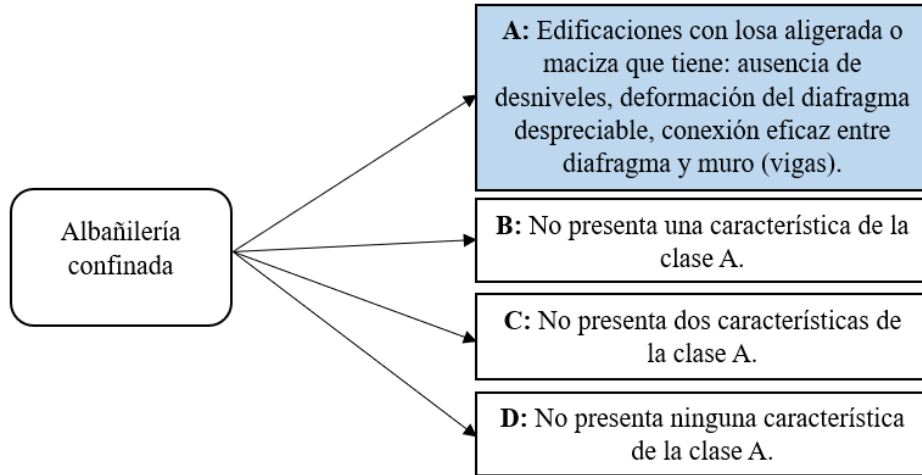 A: Edificaciones con losa aligerada o
maciza que tiene: ausencia de
desniveles, deformación del diafragma
despreciable, conexión eficaz entre
diafragma y muro (vigas).
Albañilería
confinada
B: No presenta una característica de la
clase A.
C: No presenta dos características de
la clase A.
D: No presenta ninguna característica
de la clase A.